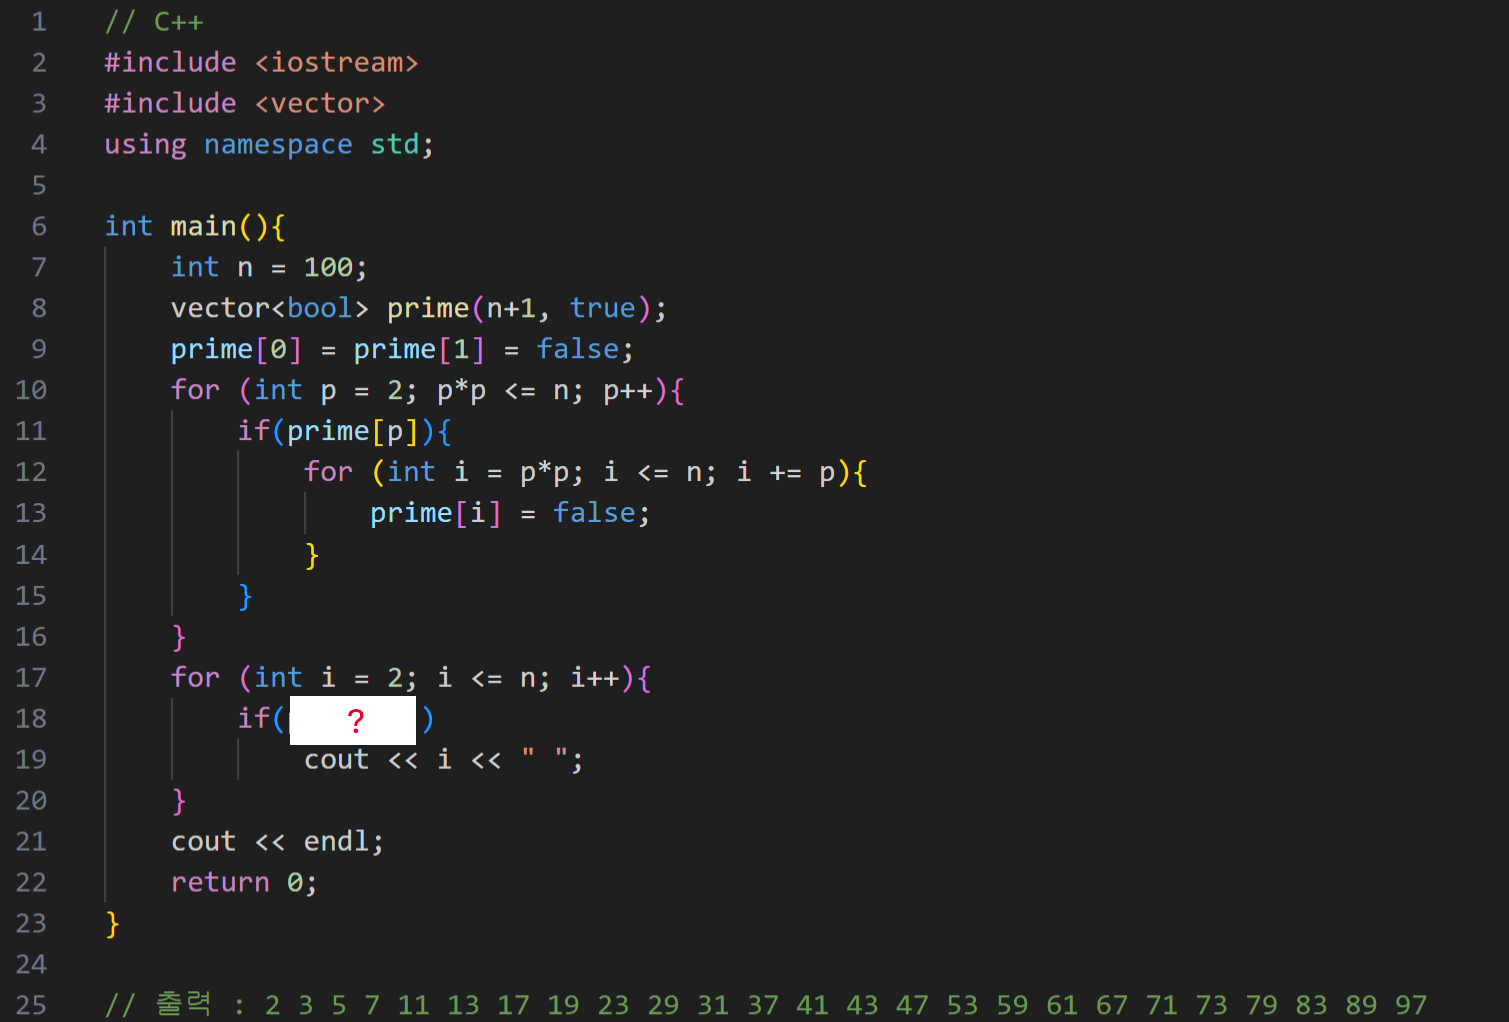 1 // C++
2 #include <iostream>
3 #include <vector>
4 using namespace std;
5
6 int main(){
7     int n = 100;
8     vector<bool> prime(n+1, true);
9     prime[0] = prime[1] = false;
10     for (int p = 2; p*p <= n; p++){
11         if(prime[p]){
12             for (int i = p*p; i <= n; i += p){
13                 prime[i] = false;
14             }
15         }
16     }
17     for (int i = 2; i <= n; i++){
18         if( ? )
19             cout << i << " ";
20     }
21     cout << endl;
22     return 0;
23 }
24
25 // 출력 : 2 3 5 7 11 13 17 19 23 29 31 37 41 43 47 53 59 61 67 71 73 79 83 89 97